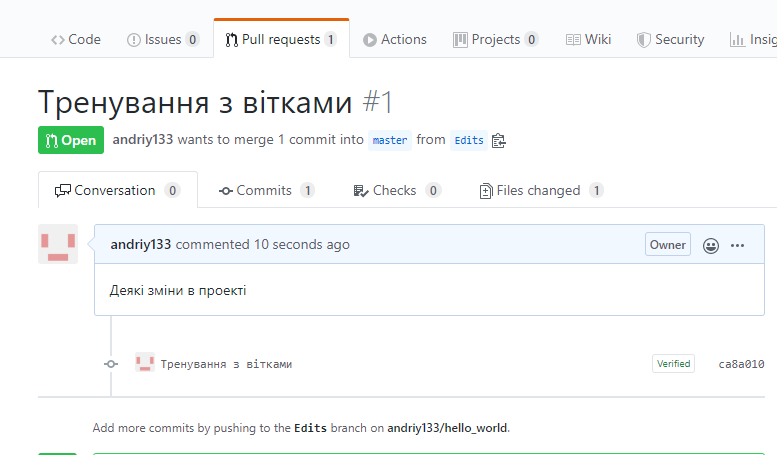 Code Issues 0 Pull requests 1 Actions Projects 0 Wiki Security
Тренування з вітками #1
Open andriy133 wants to merge 1 commit into master from Edits
Conversation 0 Commits 1 Checks 0 Files changed 1
andriy133 commented 10 seconds ago Owner
Деякі зміни в проекті
Тренування з вітками Verified ca8a010
Add more commits by pushing to the Edits branch on andriy133/hello_world.